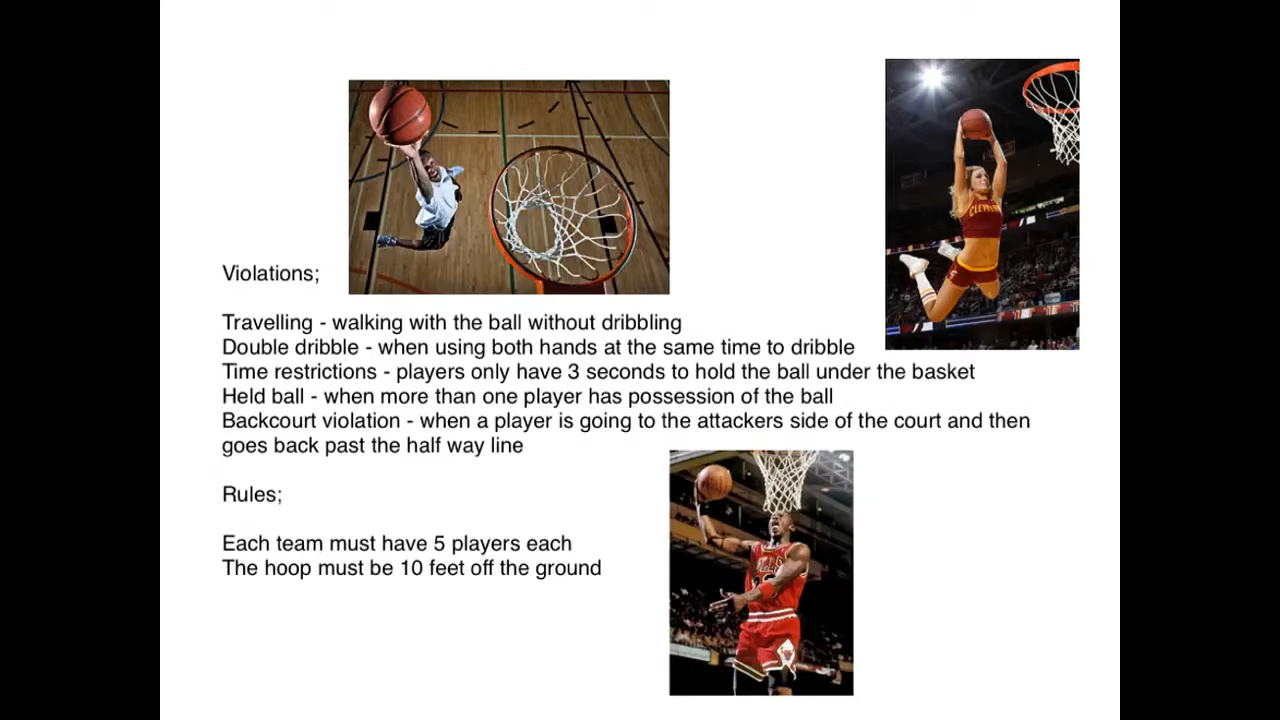 Violations;
Travelling - walking with the ball without dribbling
Double dribble - when using both hands at the same time to dribble
Time restrictions - players only have 3 seconds to hold the ball under the basket
Held ball - when more than one player has possession of the ball
Backcourt violation - when a player is going to the attackers side of the court and then
goes back past the half way line
Rules;
Each team must have 5 players each
The hoop must be 10 feet off the ground